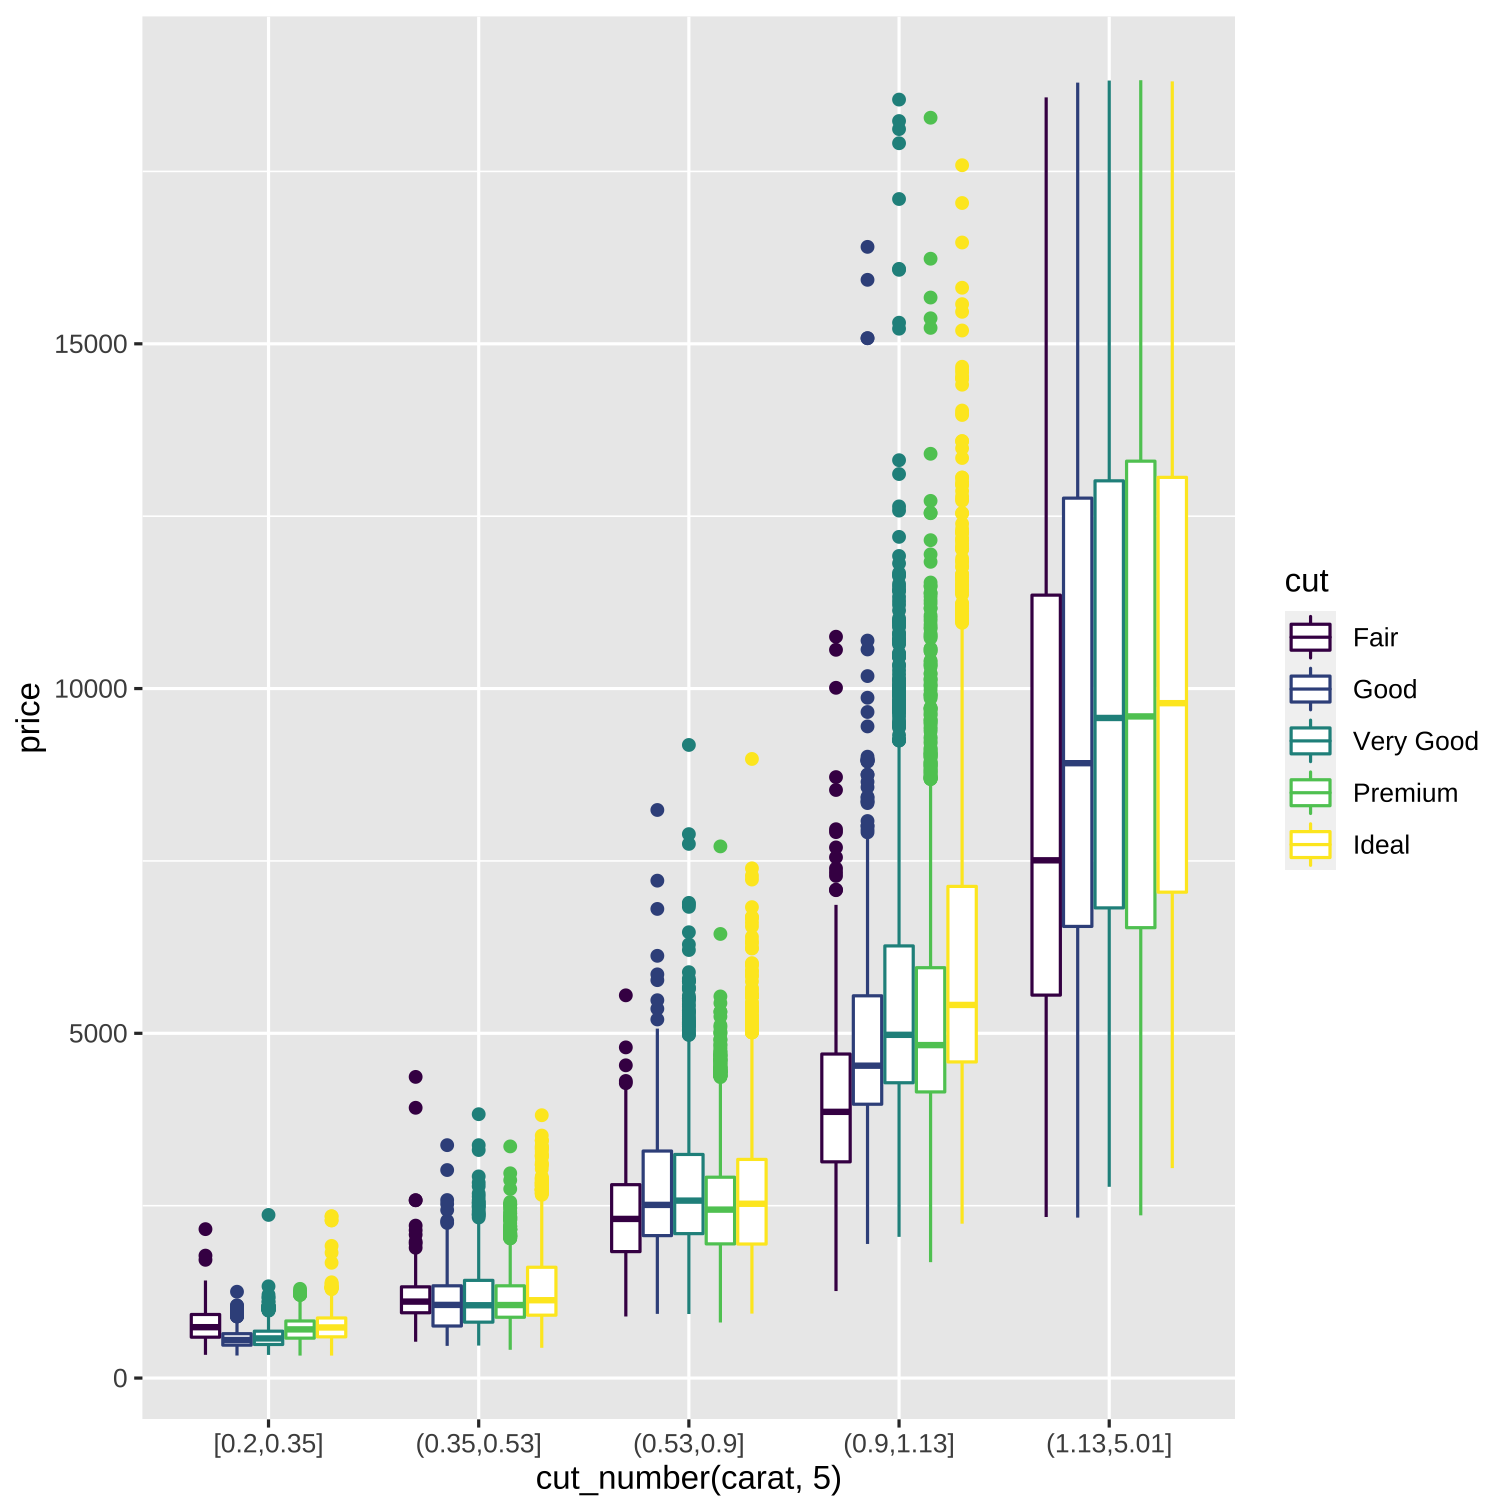 15000
10000
5000
0
price
[0.2,0.35]
(0.35,0.53]
(0.53,0.9]
(0.9,1.13]
(1.13,5.01]
cut_number(carat, 5)
cut
Fair
Good
Very Good
Premium
Ideal